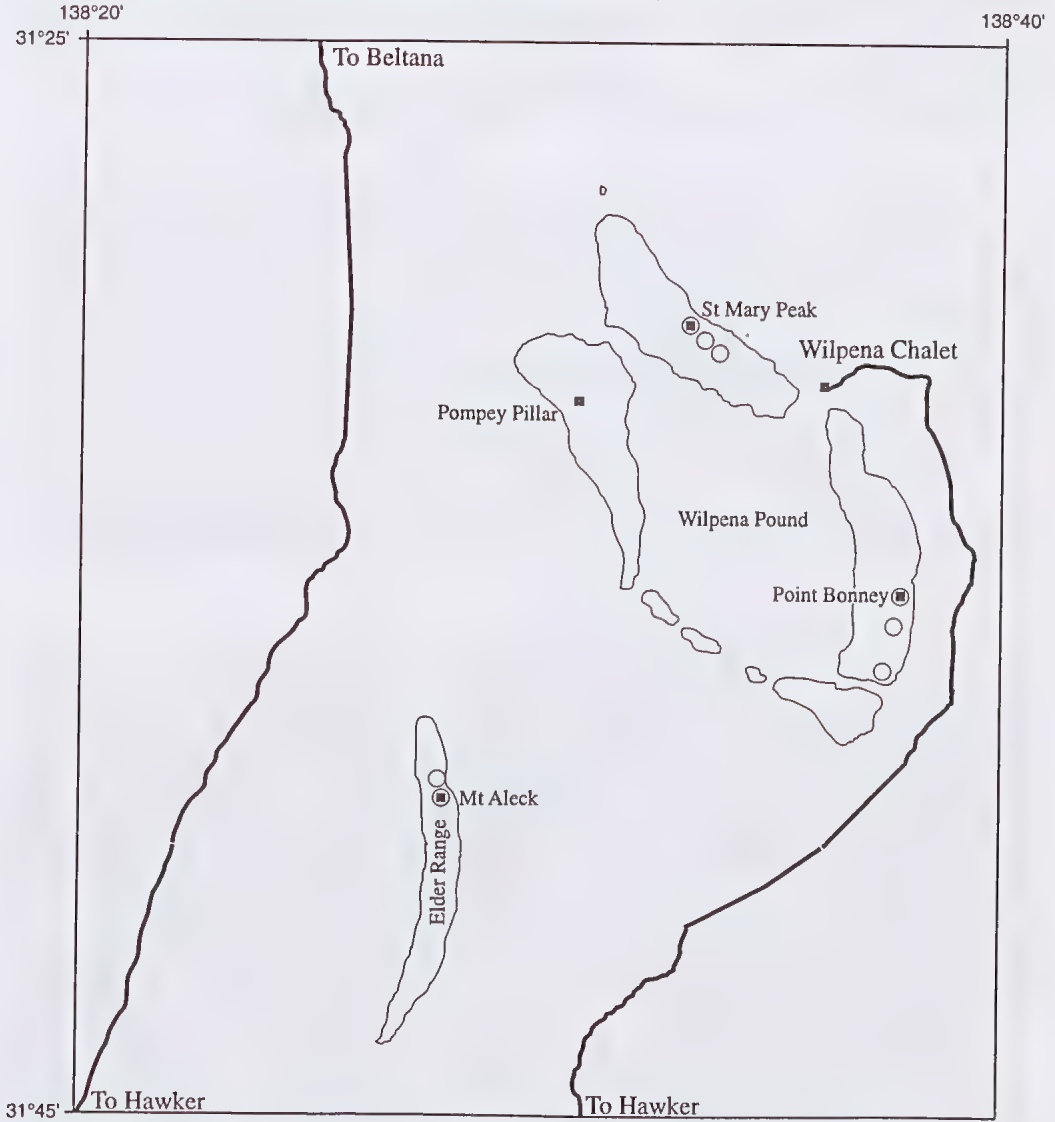 138°20'
138°40'
31°25'
To Beltana
St Mary Peak
Wilpena Chalet
Pompey Pillar
Wilpena Pound
Point Bonney
Mt Aleck
Elder Range
31°45'
To Hawker
To Hawker